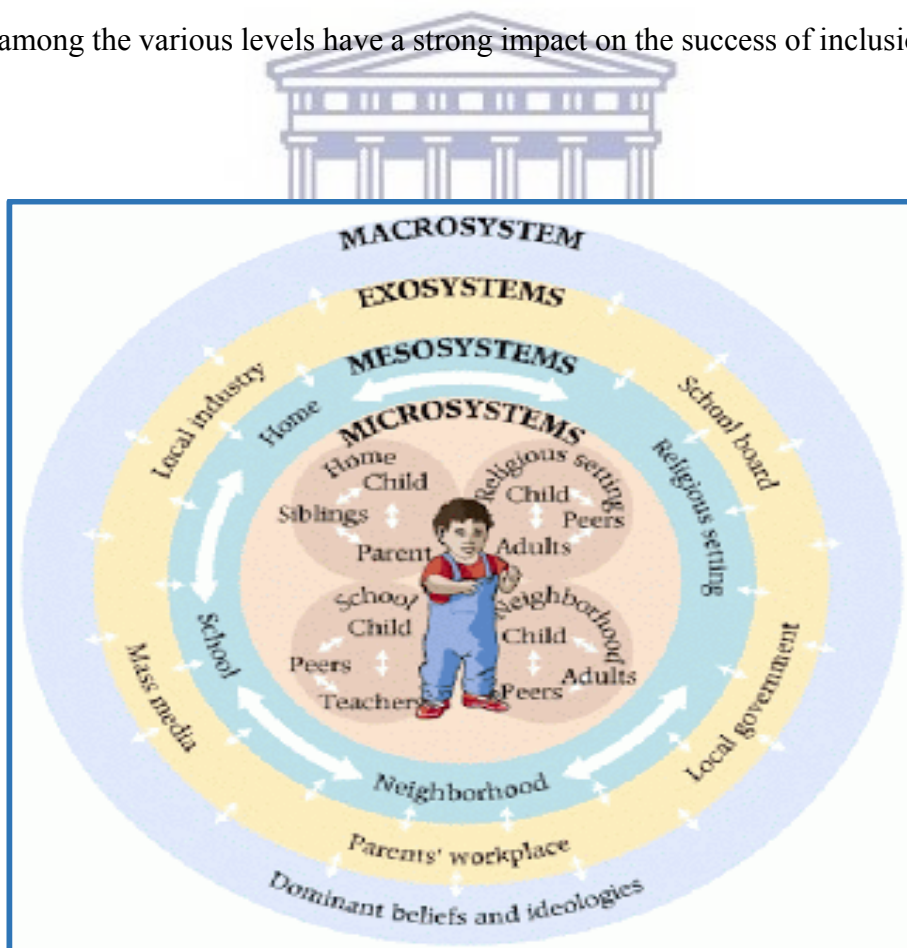 among the various levels have a strong impact on the success of inclusi
MACROSYSTEM
EXOSYSTEMS
MESOSYSTEMS
MICROSYSTEMS
Local industry
Home
School board
Religious setting
Home
Child
Siblings
Parent
Religious setting
Child
Peers
Adults
School
Child
Peers
Teachers
Neighborhood
Child
Adults
Peers
School
Mass media
Local government
Neighborhood
Parents' workplace
Dominant beliefs and ideologies